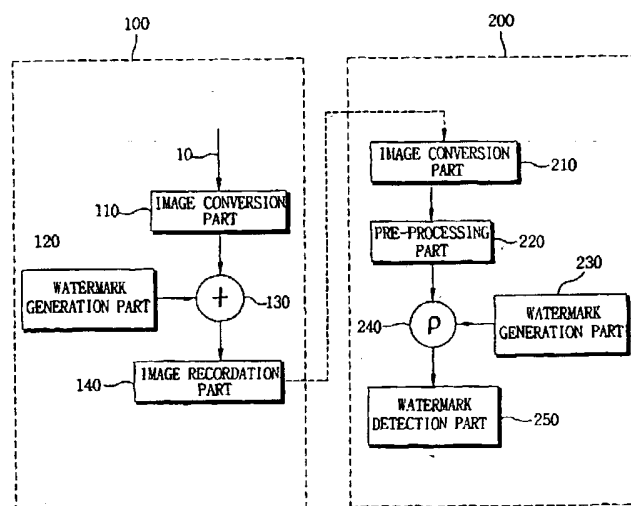 100
200
10
IMAGE CONVERSION
PART
110
120
WATERMARK
GENERATION PART
+
130
IMAGE RECORDATION
PART
140
IMAGE CONVERSION
PART
210
PRE-PROCESSING
PART
220
230
WATERMARK
GENERATION PART
240
ρ
WATERMARK
DETECTION PART
250